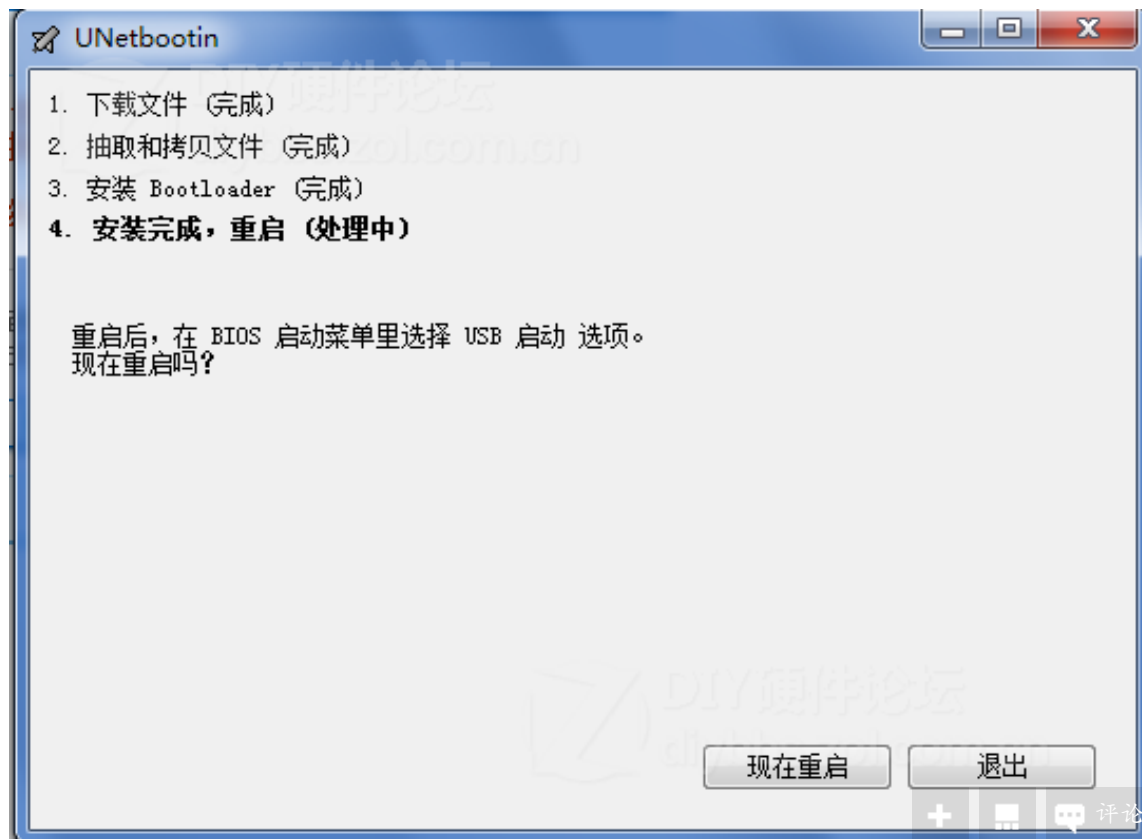 UNetbootin
DIY硬件论坛
1. 下载文件 (完成)
2. 抽取和拷贝文件 (完成)
3. 安装 Bootloader (完成)
4. 安装完成，重启 (处理中)
重启后，在 BIOS 启动菜单里选择 USB 启动 选项。
现在重启吗?
DIY硬件论坛
现在重启
退出
评论